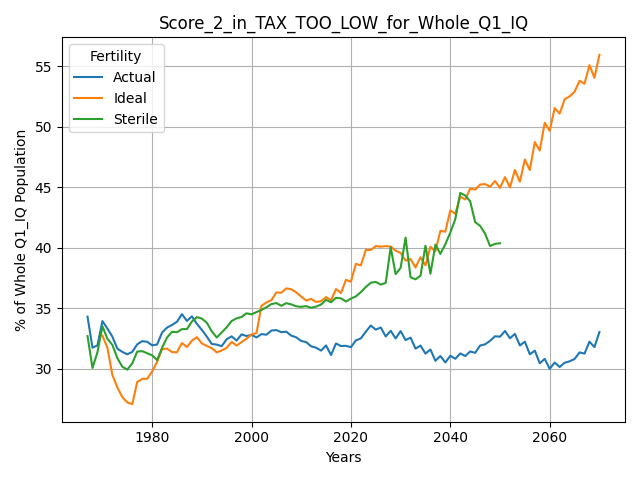 Score_2_in_TAX_TOO_LOW_for_Whole_Q1_IQ
Fertility
Actual
Ideal
Sterile
% of Whole Q1_IQ Population
55
50
45
40
35
30
1980
2000
2020
2040
2060
Years